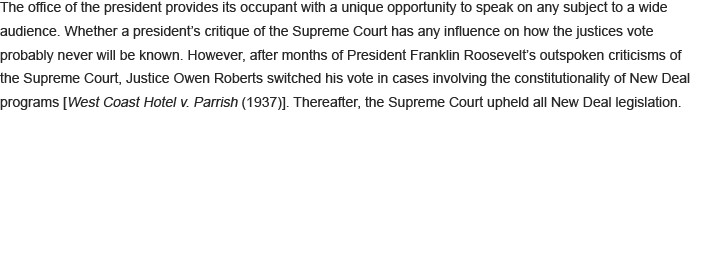 The office of the president provides its occupant with a unique opportunity to speak on any subject to a wide
audience. Whether a president’s critique of the Supreme Court has any influence on how the justices vote
probably never will be known. However, after months of President Franklin Roosevelt’s outspoken criticisms of
the Supreme Court, Justice Owen Roberts switched his vote in cases involving the constitutionality of New Deal
programs [West Coast Hotel v. Parrish (1937)]. Thereafter, the Supreme Court upheld all New Deal legislation.